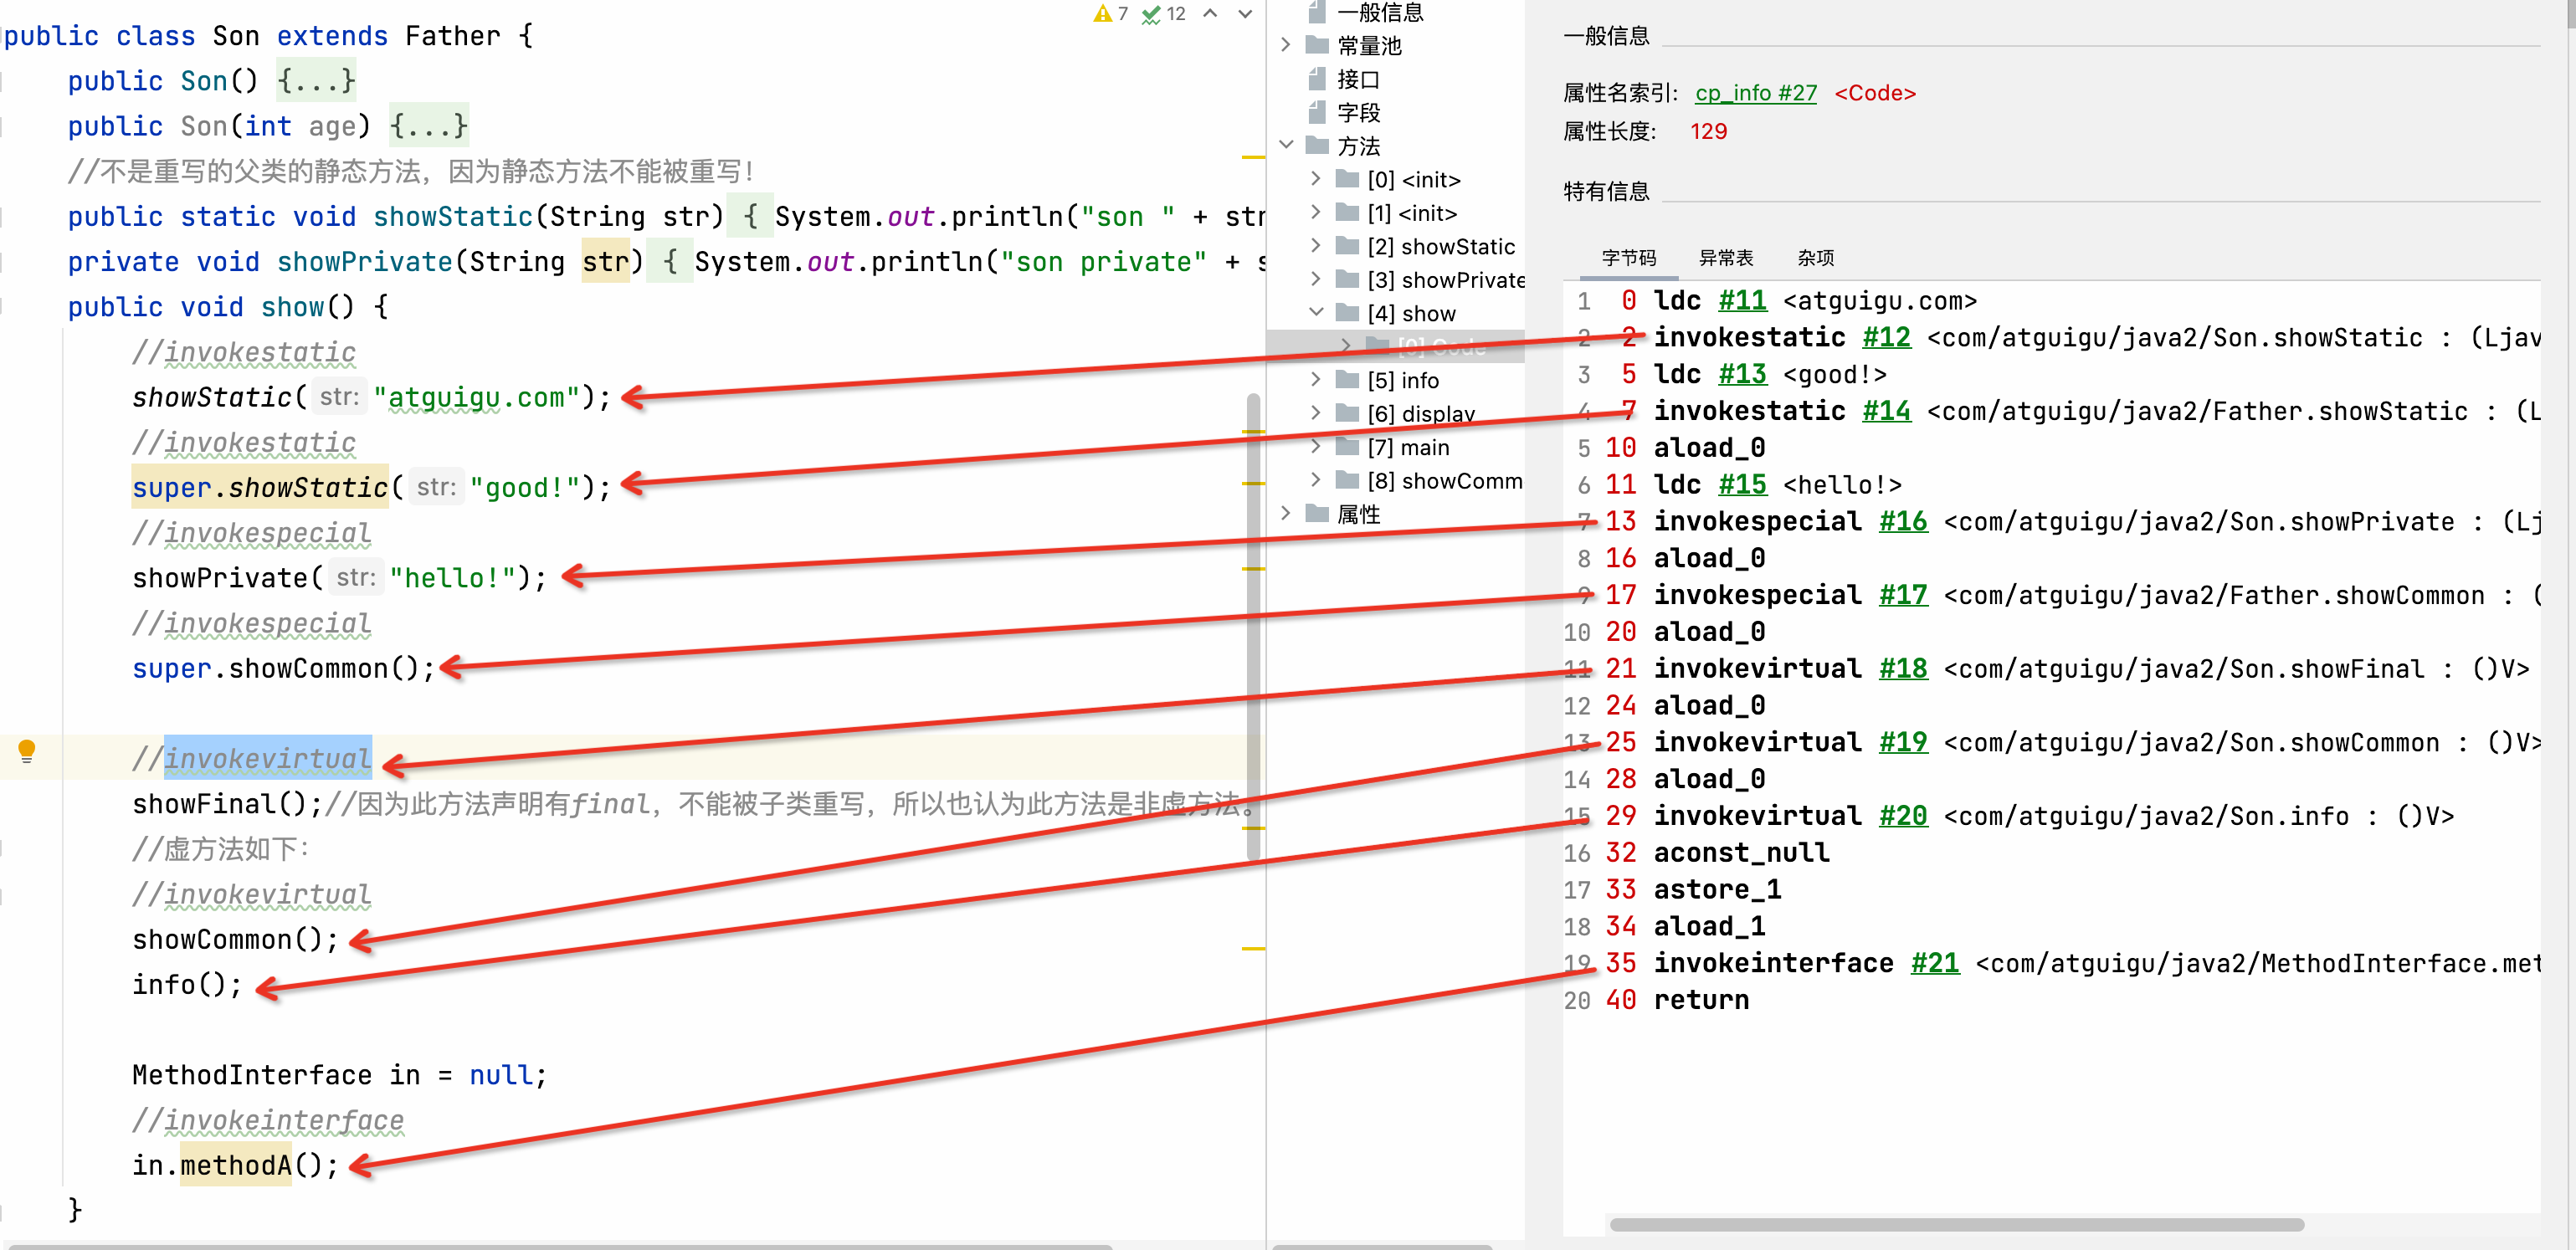 7 12
public class Son extends Father {
public Son() {...}
public Son(int age) {...}
//不是重写的父类的静态方法，因为静态方法不能被重写！
public static void showStatic(String str) { System.out.println("son " + str
private void showPrivate(String str) { System.out.println("son private" + s
public void show() {
//invokestatic
showStatic( str: "atguigu.com");
//invokestatic
super.showStatic( str: "good!");
//invokespecial
showPrivate( str: "hello!");
//invokespecial
super.showCommon();
//invokevirtual
showFinal();//因为此方法声明有final，不能被子类重写，所以也认为此方法是非虚方法。
//虚方法如下：
//invokevirtual
showCommon();
info();
MethodInterface in = null;
//invokeinterface
in.methodA();
}
一般信息
常量池
接口
字段
方法
[0] <init>
[1] <init>
[2] showStatic
[3] showPrivate
[4] show
[0] Code
[5] info
[6] display
[7] main
[8] showComm
属性
一般信息
属性名索引: cp_info #27 <Code>
属性长度: 129
特有信息
字节码 异常表 杂项
1 0 ldc #11 <atguigu.com>
2 2 invokestatic #12 <com/atguigu/java2/Son.showStatic : (Ljav
3 5 ldc #13 <good!>
4 7 invokestatic #14 <com/atguigu/java2/Father.showStatic : (L
5 10 aload_0
6 11 ldc #15 <hello!>
7 13 invokespecial #16 <com/atguigu/java2/Son.showPrivate : (Lj
8 16 aload_0
9 17 invokespecial #17 <com/atguigu/java2/Father.showCommon : (
10 20 aload_0
11 21 invokevirtual #18 <com/atguigu/java2/Son.showFinal : ()V>
12 24 aload_0
13 25 invokevirtual #19 <com/atguigu/java2/Son.showCommon : ()V>
14 28 aload_0
15 29 invokevirtual #20 <com/atguigu/java2/Son.info : ()V>
16 32 aconst_null
17 33 astore_1
18 34 aload_1
19 35 invokeinterface #21 <com/atguigu/java2/MethodInterface.met
20 40 return